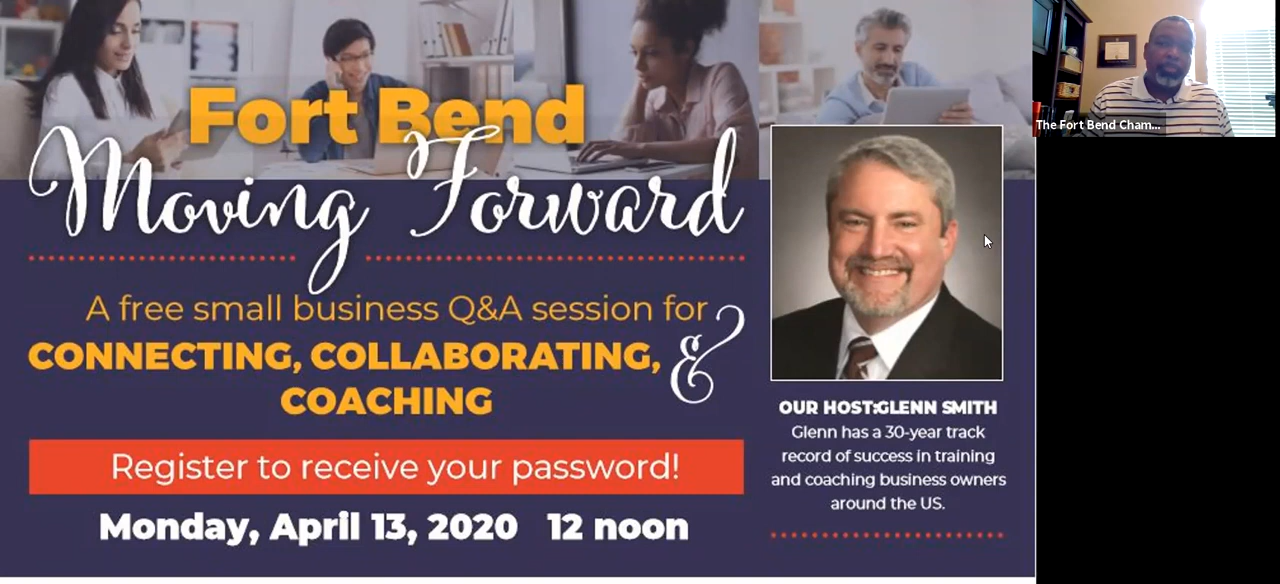 Fort Bend
Moving Forward
A free small business Q&A session for
CONNECTING, COLLABORATING, &
COACHING
Register to receive your password!
Monday, April 13, 2020 12 noon
OUR HOST:GLENN SMITH
Glenn has a 30-year track
record of success in training
and coaching business owners
around the US.
The Fort Bend Cham...